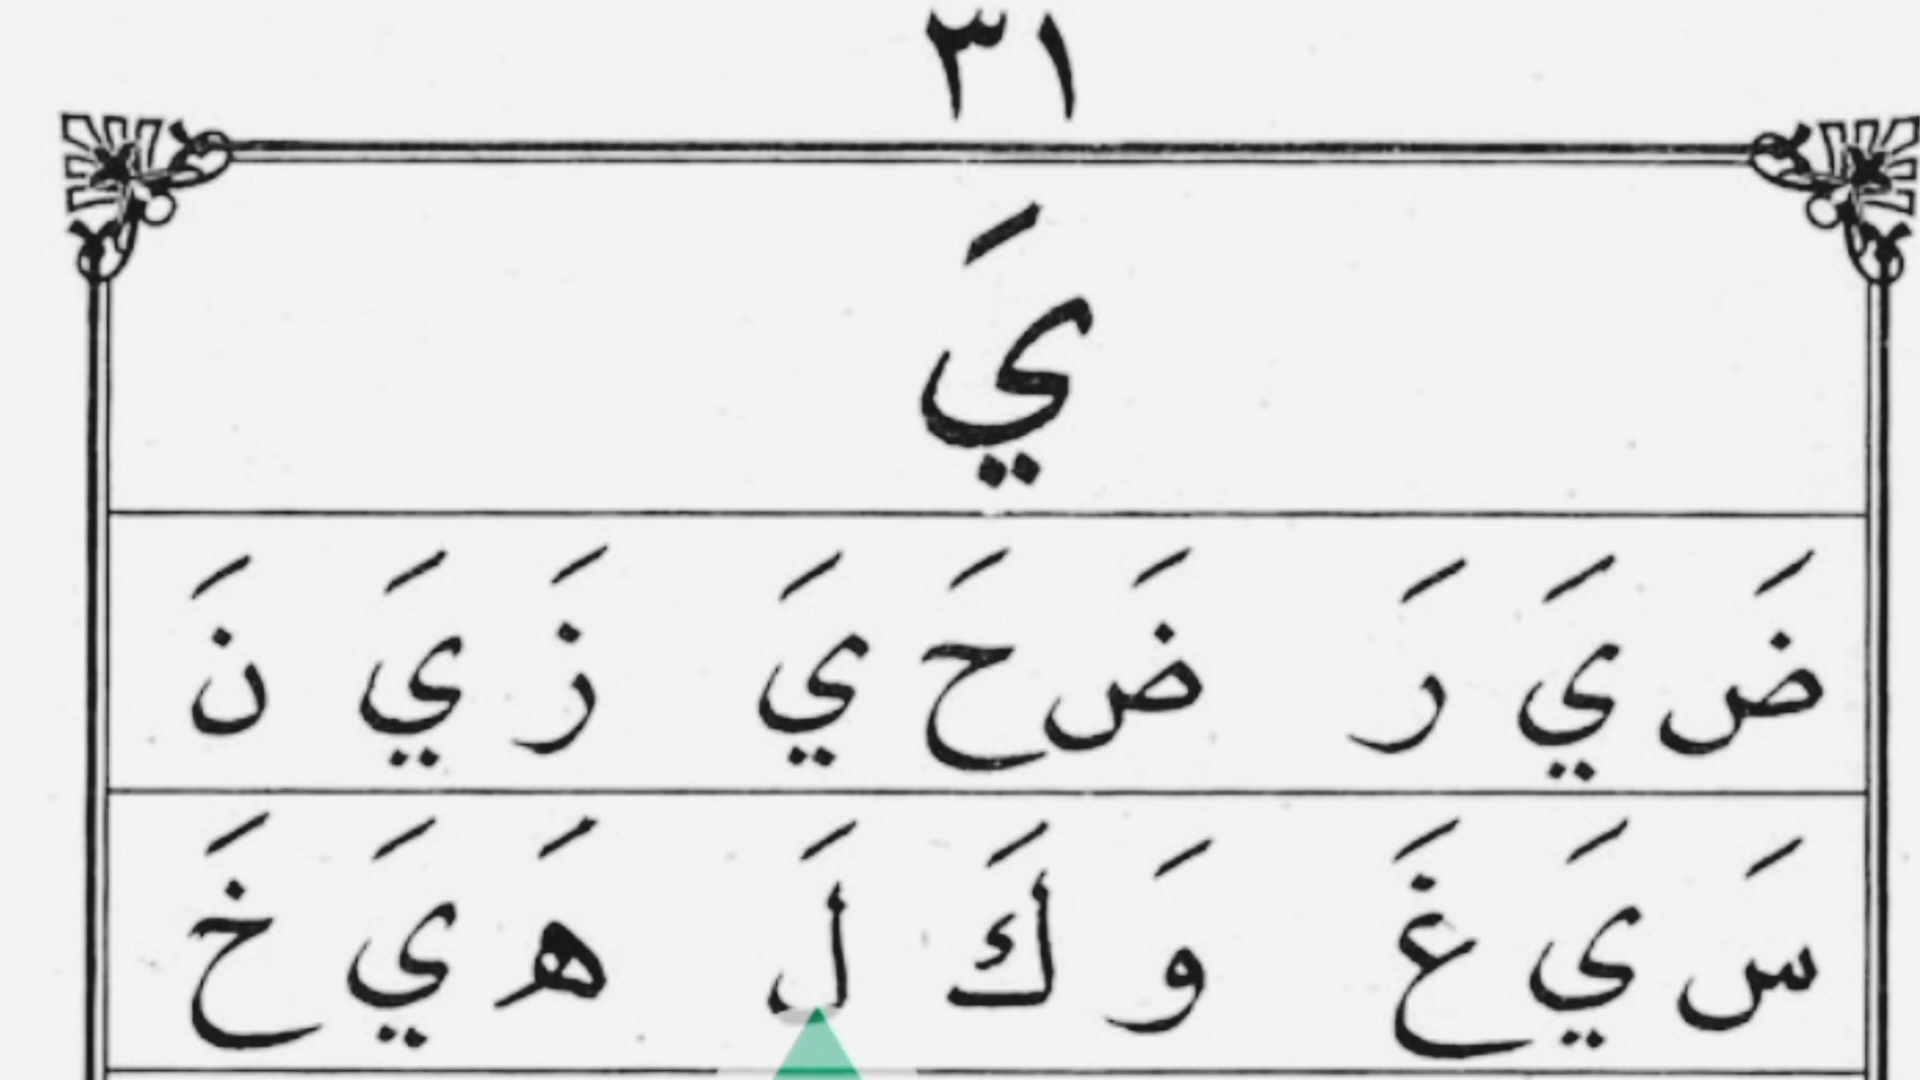 ٣١
يَ
ضَ يَ رَ ضَ حَ يَ زَ يَ نَ
سَ يَ غَ وَ كَ لَ هَ يَ خَ